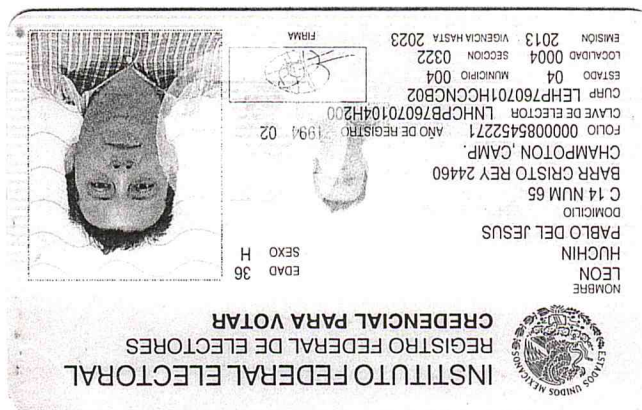 INSTITUTO FEDERAL ELECTORAL
REGISTRO FEDERAL DE ELECTORES
CREDENCIAL PARA VOTAR
ESTADOS UNIDOS MEXICANOS
NOMBRE
LEON
HUCHIN
PABLO DEL JESUS
EDAD 36
SEXO H
DOMICILIO
C 14 NUM 65
BARR CRISTO REY 24460
CHAMPOTON, CAMP.
FOLIO 0000085452271 AÑO DE REGISTRO 1994 02
CLAVE DE ELECTOR LNHCPB76070104H200
CURP LEHP760701HCCNCB02
ESTADO 04 MUNICIPIO 004
LOCALIDAD 0004 SECCION 0322
EMISIÓN 2013 VIGENCIA HASTA 2023
FIRMA